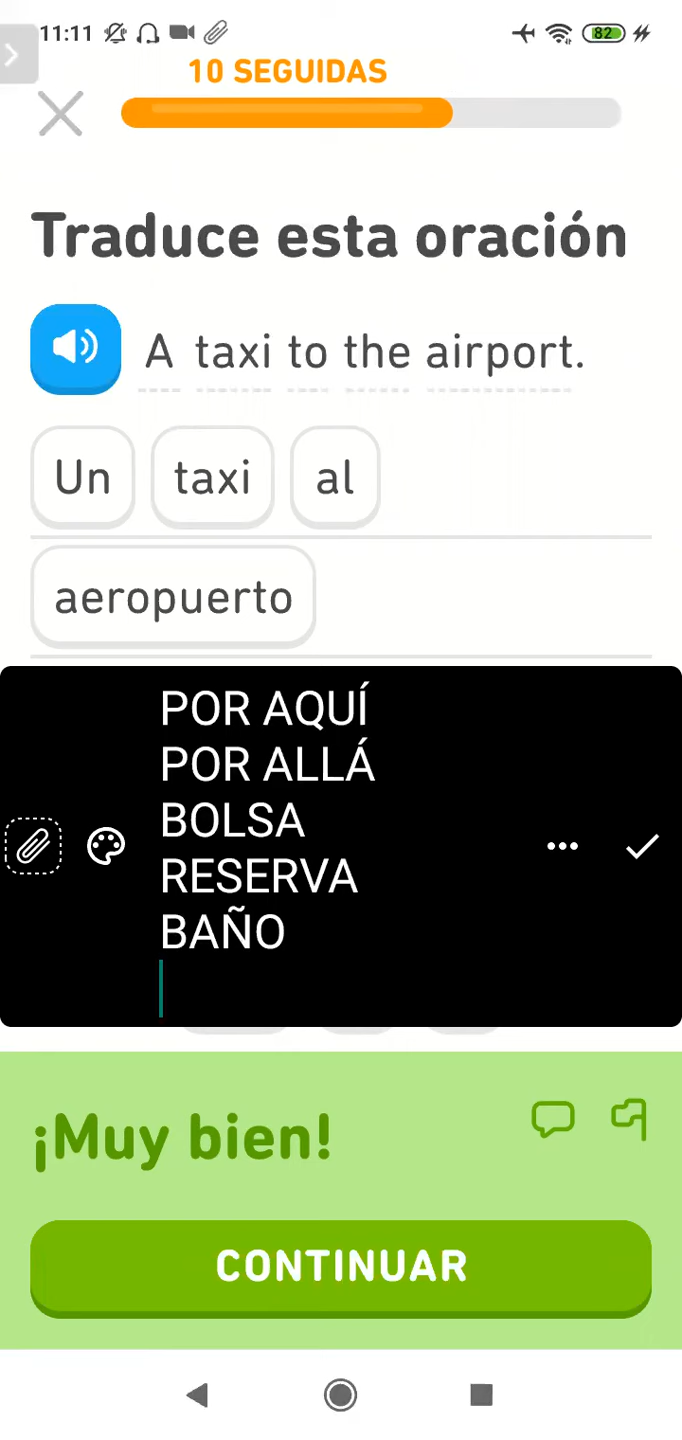 11:11 82
10 SEGUIDAS
Traduce esta oración
A taxi to the airport.
Un taxi al
aeropuerto
POR AQUÍ
POR ALLÁ
BOLSA
RESERVA
BAÑO
¡Muy bien!
CONTINUAR